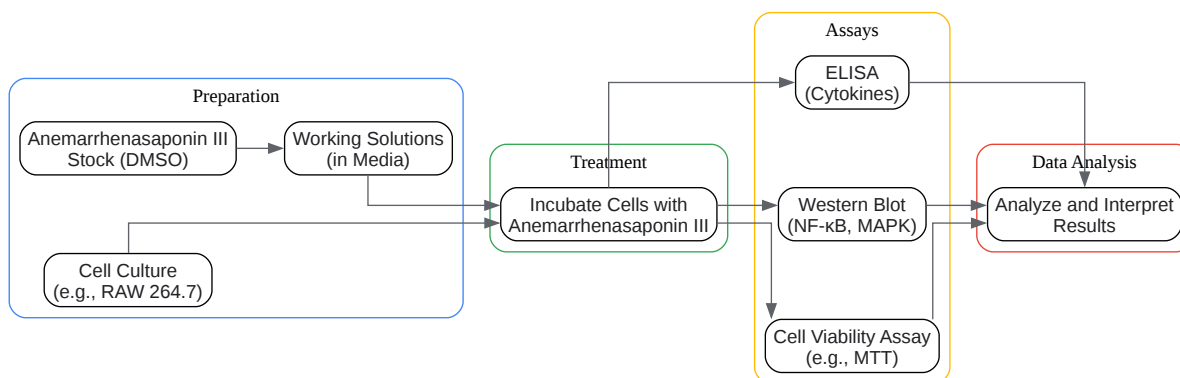 Preparation
Anemarrhenasaponin III
Stock (DMSO)
Working Solutions
(in Media)
Cell Culture
(e.g., RAW 264.7)
Treatment
Incubate Cells with
Anemarrhenasaponin III
Assays
ELISA
(Cytokines)
Western Blot
(NF-κB, MAPK)
Cell Viability Assay
(e.g., MTT)
Data Analysis
Analyze and Interpret
Results